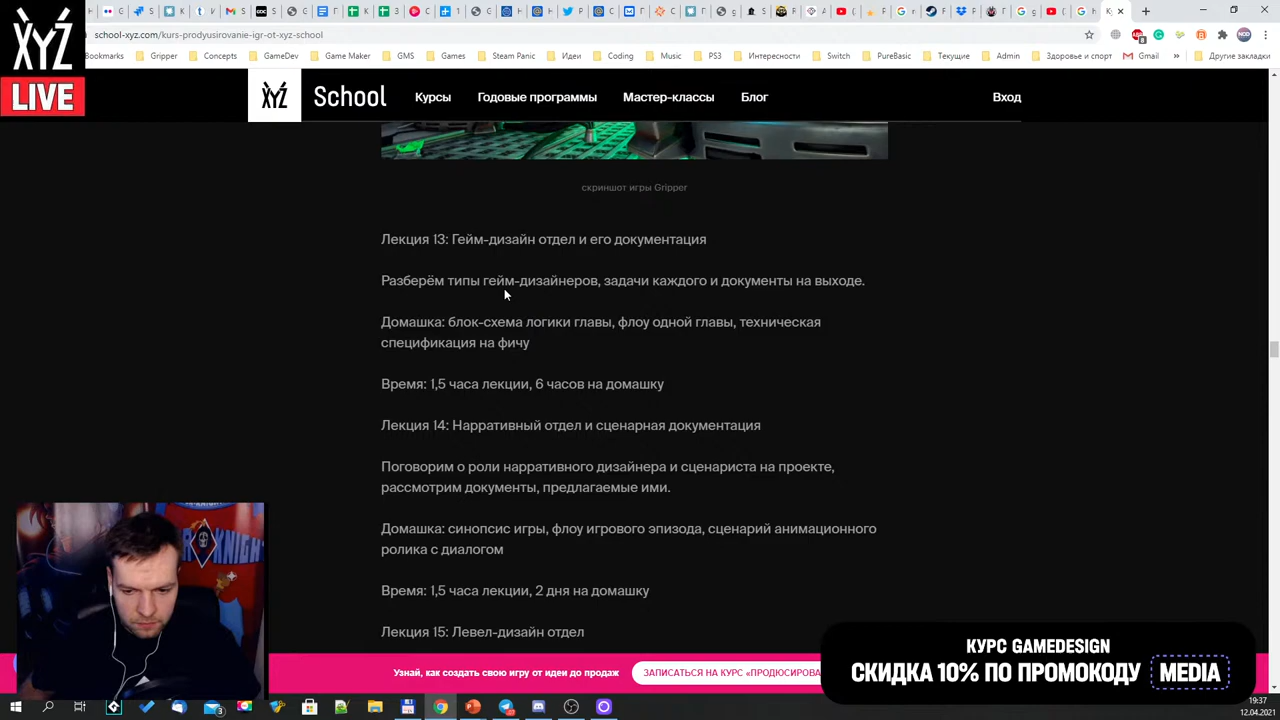 XYZ
LIVE
school-xyz.com/kurs-prodyusirovanie-igr-ot-xyz-school
Bookmarks Gripper Concepts GameDev Game Maker GMS Games Steam Panic Идеи Coding Music PS3 Интересности Switch PureBasic Текущие Admin Здоровье и спорт Gmail Другие закладки
XYZ School Курсы Годовые программы Мастер-классы Блог Вход
скриншот игры Gripper
Лекция 13: Гейм-дизайн отдел и его документация
Разберём типы гейм-дизайнеров, задачи каждого и документы на выходе.
Домашка: блок-схема логики главы, флоу одной главы, техническая
спецификация на фичу
Время: 1,5 часа лекции, 6 часов на домашку
Лекция 14: Нарративный отдел и сценарная документация
Поговорим о роли нарративного дизайнера и сценариста на проекте,
рассмотрим документы, предлагаемые ими.
Домашка: синопсис игры, флоу игрового эпизода, сценарий анимационного
ролика с диалогом
Время: 1,5 часа лекции, 2 дня на домашку
Лекция 15: Левел-дизайн отдел
Узнай, как создать свою игру от идеи до продаж ЗАПИСАТЬСЯ НА КУРС «ПРОДЮСИРОВА
КУРС GAMEDESIGN
СКИДКА 10% ПО ПРОМОКОДУ MEDIA
19:37
12.04.2021